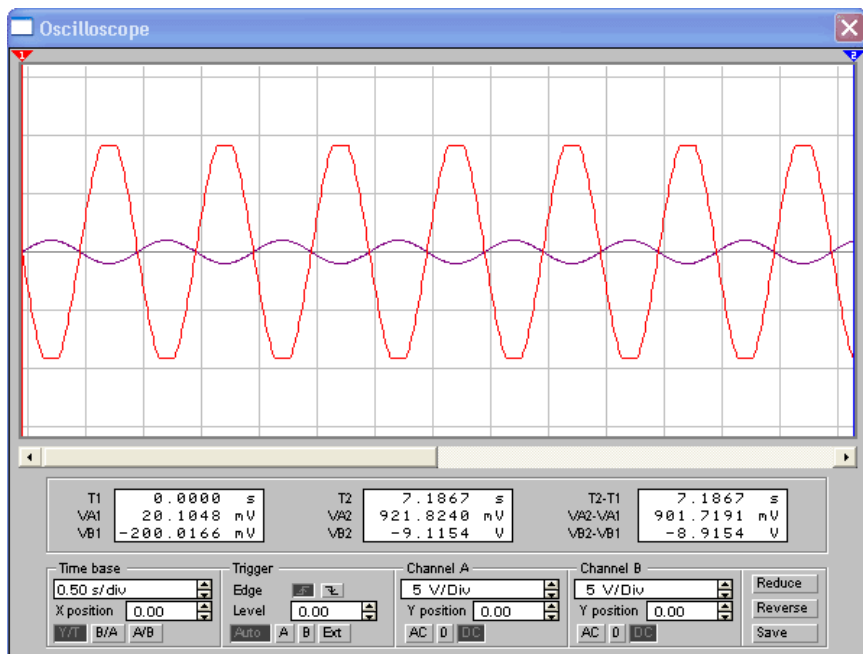 Oscilloscope
1 2
T1 0.0000 s T2 7.1867 s T2-T1 7.1867 s
VA1 20.1048 mV VA2 921.8240 mV VA2-VA1 901.7191 mV
VB1 -200.0166 mV VB2 -9.1154 V VB2-VB1 -8.9154 V
Time base Trigger Channel A Channel B
0.50 s/div Edge 5 V/Div 5 V/Div Reduce
X position 0.00 Level 0.00 Y position 0.00 Y position 0.00 Reverse
Y/T B/A A/B Auto A B Ext AC 0 DC AC 0 DC Save